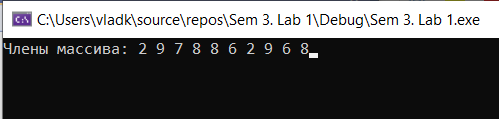 C:\Users\vladk\source\repos\Sem 3. Lab 1\Debug\Sem 3. Lab 1.exe
Члены массива: 2 9 7 8 8 6 2 9 6 8